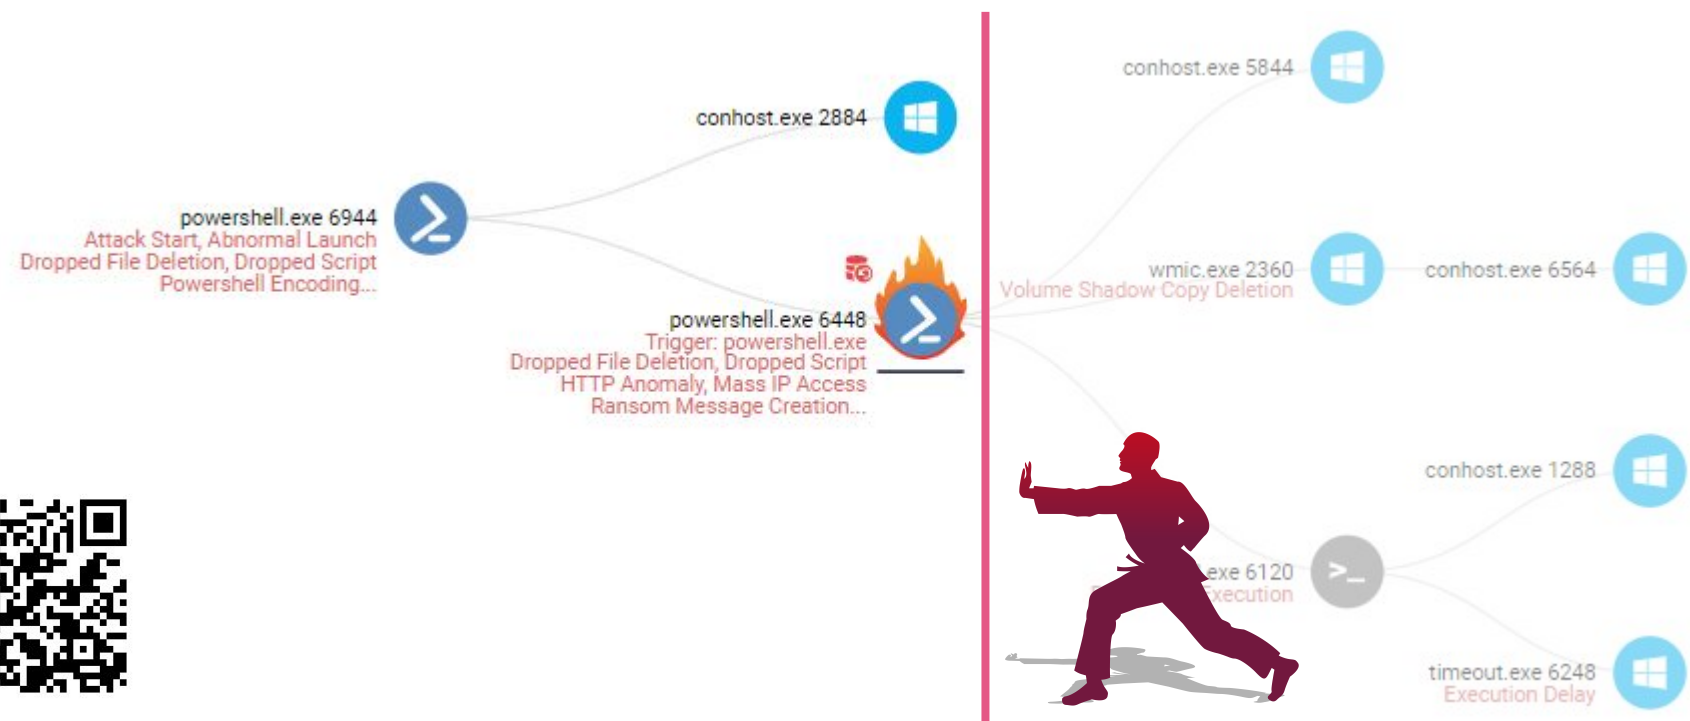 conhost.exe 5844
conhost.exe 2884
powershell.exe 6944
Attack Start, Abnormal Launch
Dropped File Deletion, Dropped Script
Powershell Encoding...
wmic.exe 2360
Volume Shadow Copy Deletion
conhost.exe 6564
powershell.exe 6448
Trigger: powershell.exe
Dropped File Deletion, Dropped Script
HTTP Anomaly, Mass IP Access
Ransom Message Creation...
conhost.exe 1288
.exe 6120
Execution
timeout.exe 6248
Execution Delay